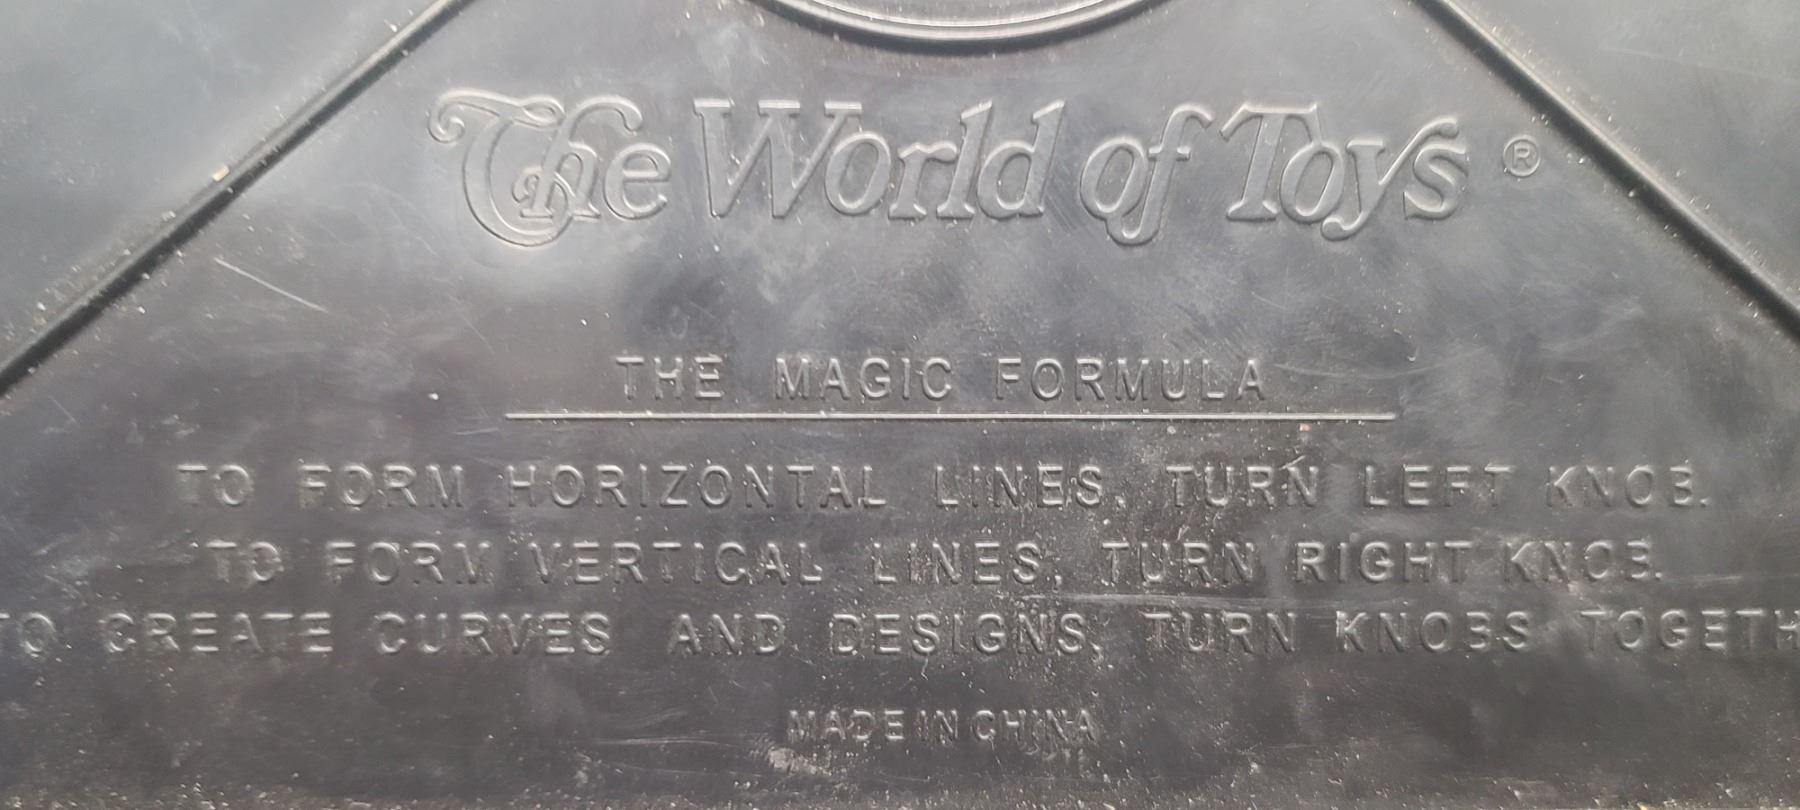 The World of Toys ®
THE MAGIC FORMULA
TO FORM HORIZONTAL LINES, TURN LEFT KNOB.
TO FORM VERTICAL LINES, TURN RIGHT KNOB.
TO CREATE CURVES AND DESIGNS, TURN KNOBS TOGETH
MADE IN CHINA